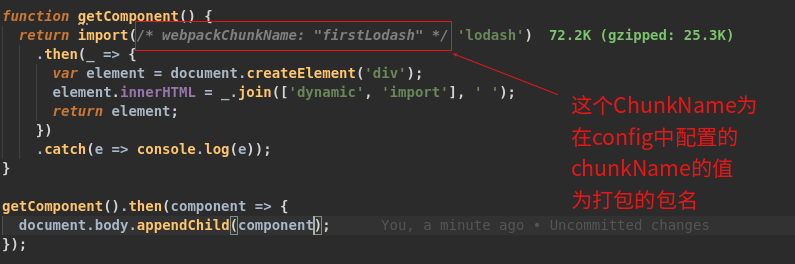 function getComponent() {
return import(/* webpackChunkName: "firstLodash" */ 'lodash') 72.2K (gzipped: 25.3K)
.then(_ => {
var element = document.createElement('div');
element.innerHTML = _.join(['dynamic', 'import'], ' ');
return element;
})
.catch(e => console.log(e));
}
getComponent().then(component => {
document.body.appendChild(component); You, a minute ago • Uncommitted changes
});
这个ChunkName为
在config中配置的
chunkName的值
为打包的包名